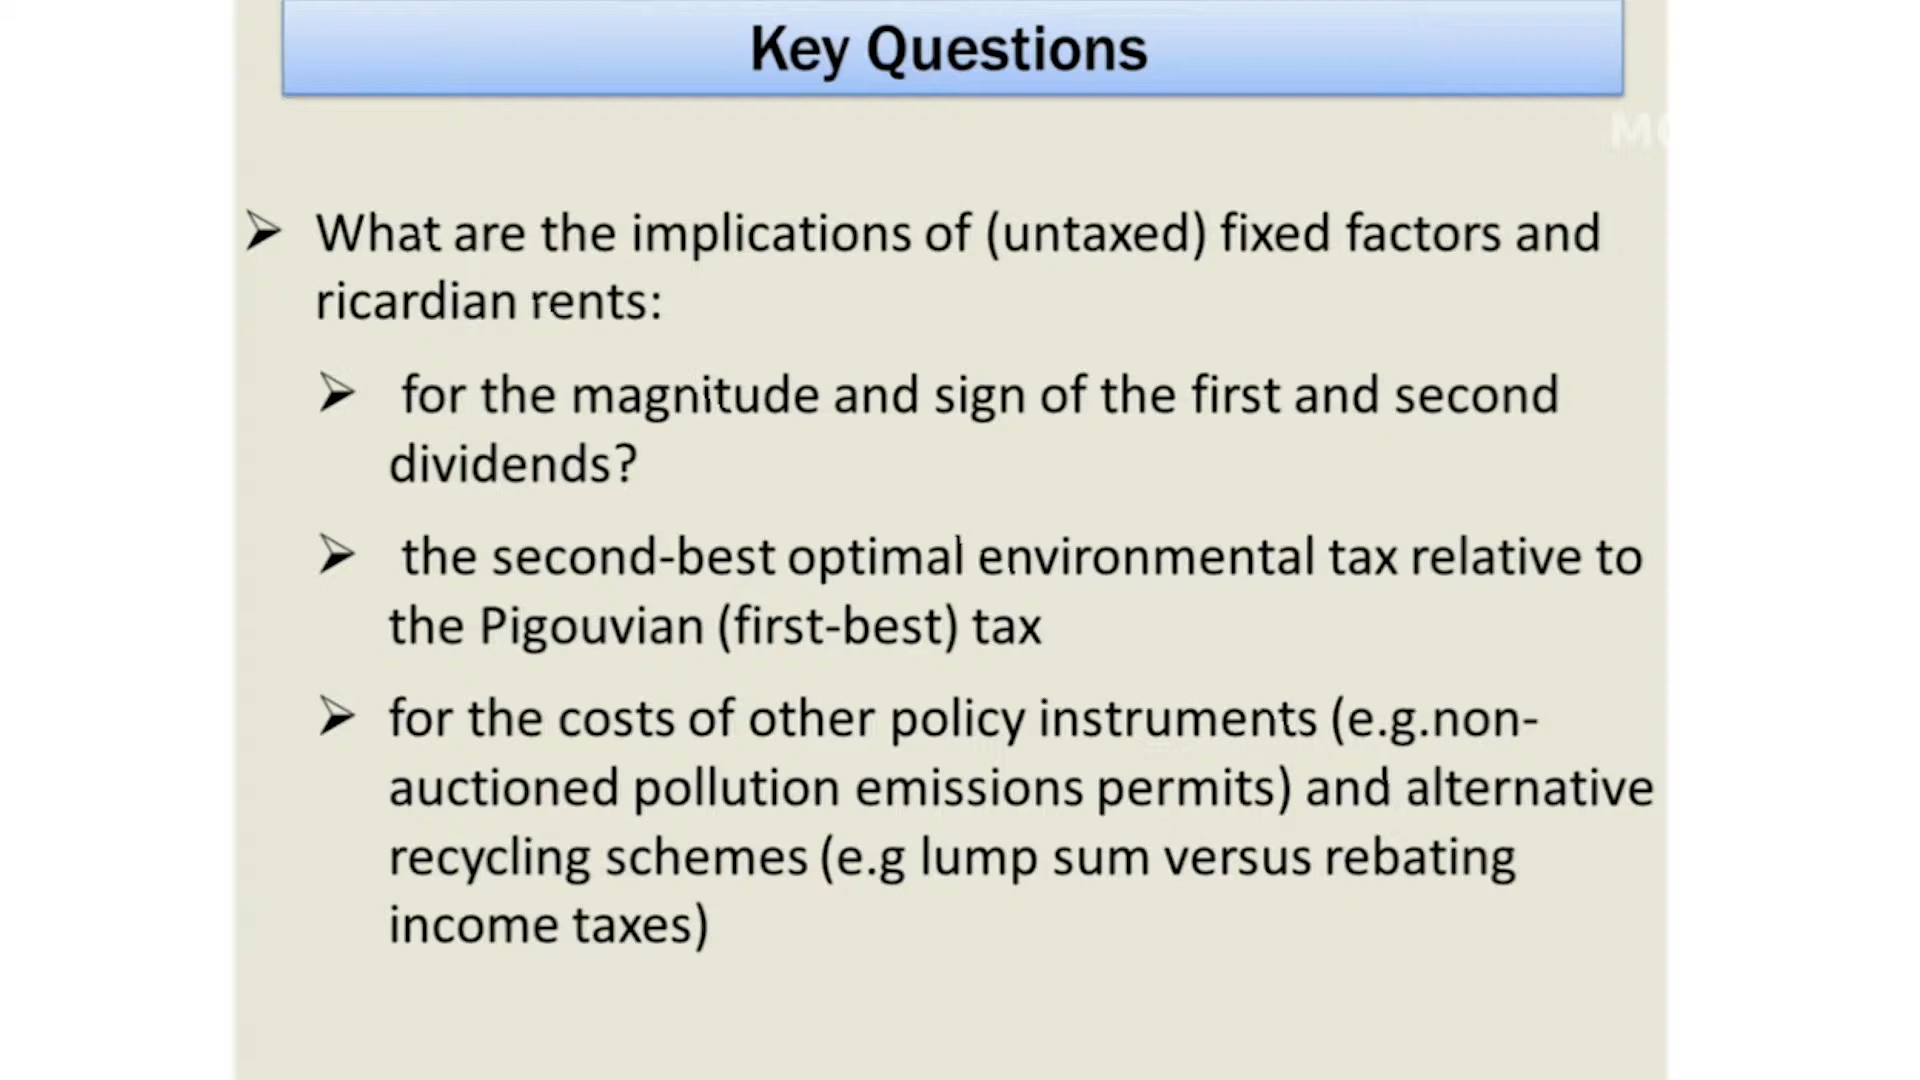 Key Questions
What are the implications of (untaxed) fixed factors and
ricardian rents:
for the magnitude and sign of the first and second
dividends?
the second-best optimal environmental tax relative to
the Pigouvian (first-best) tax
for the costs of other policy instruments (e.g.non-
auctioned pollution emissions permits) and alternative
recycling schemes (e.g lump sum versus rebating
income taxes)